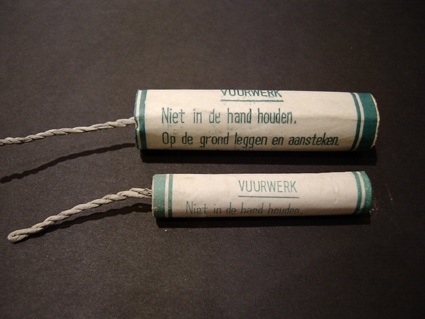 VUURWERK
Niet in de hand houden.
Op de grond leggen en aansteken.
VUURWERK
Niet in de hand houden.